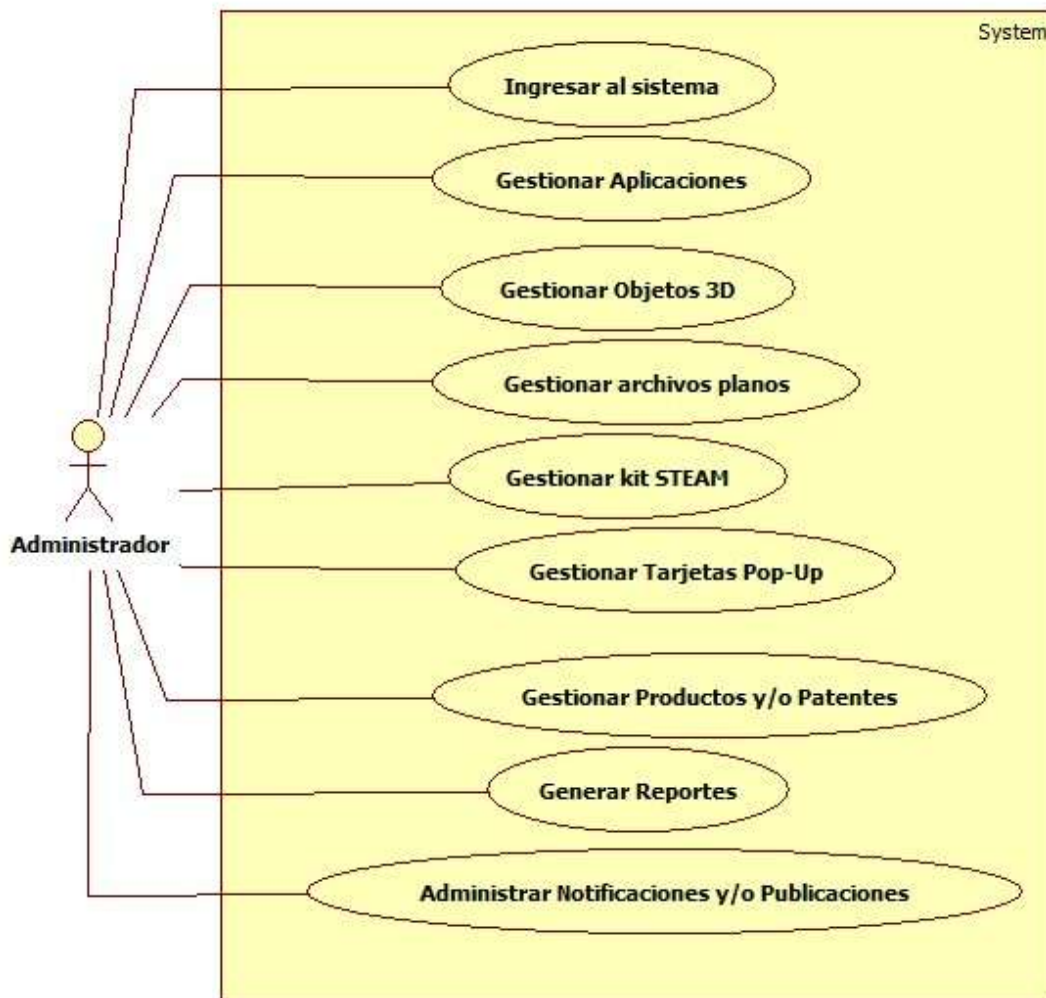 System
Ingresar al sistema
Gestionar Aplicaciones
Gestionar Objetos 3D
Gestionar archivos planos
Gestionar kit STEAM
Administrador
Gestionar Tarjetas Pop-Up
Gestionar Productos y/o Patentes
Generar Reportes
Administrar Notificaciones y/o Publicaciones